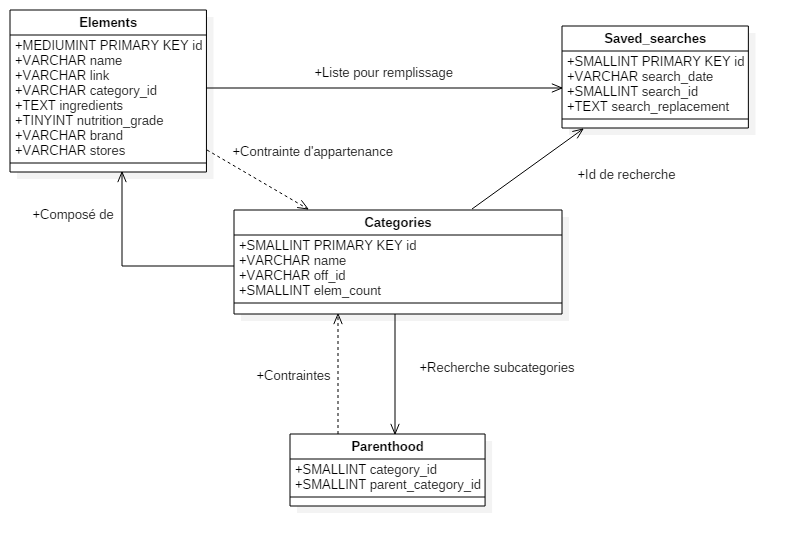 Elements
+MEDIUMINT PRIMARY KEY id
+VARCHAR name
+VARCHAR link
+VARCHAR category_id
+TEXT ingredients
+TINYINT nutrition_grade
+VARCHAR brand
+VARCHAR stores
+Liste pour remplissage
Saved_searches
+SMALLINT PRIMARY KEY id
+VARCHAR search_date
+SMALLINT search_id
+TEXT search_replacement
+Contrainte d'appartenance
+Id de recherche
+Composé de
Categories
+SMALLINT PRIMARY KEY id
+VARCHAR name
+VARCHAR off_id
+SMALLINT elem_count
+Contraintes
+Recherche subcategories
Parenthood
+SMALLINT category_id
+SMALLINT parent_category_id